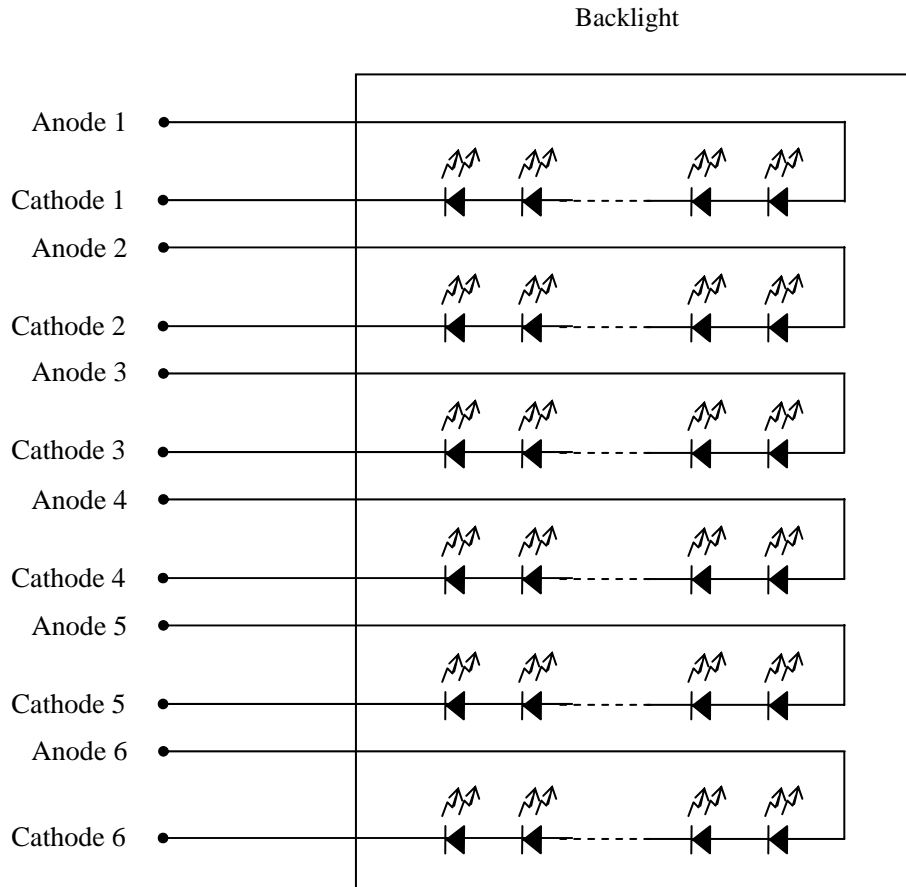 Backlight
Anode 1
Cathode 1
Anode 2
Cathode 2
Anode 3
Cathode 3
Anode 4
Cathode 4
Anode 5
Cathode 5
Anode 6
Cathode 6